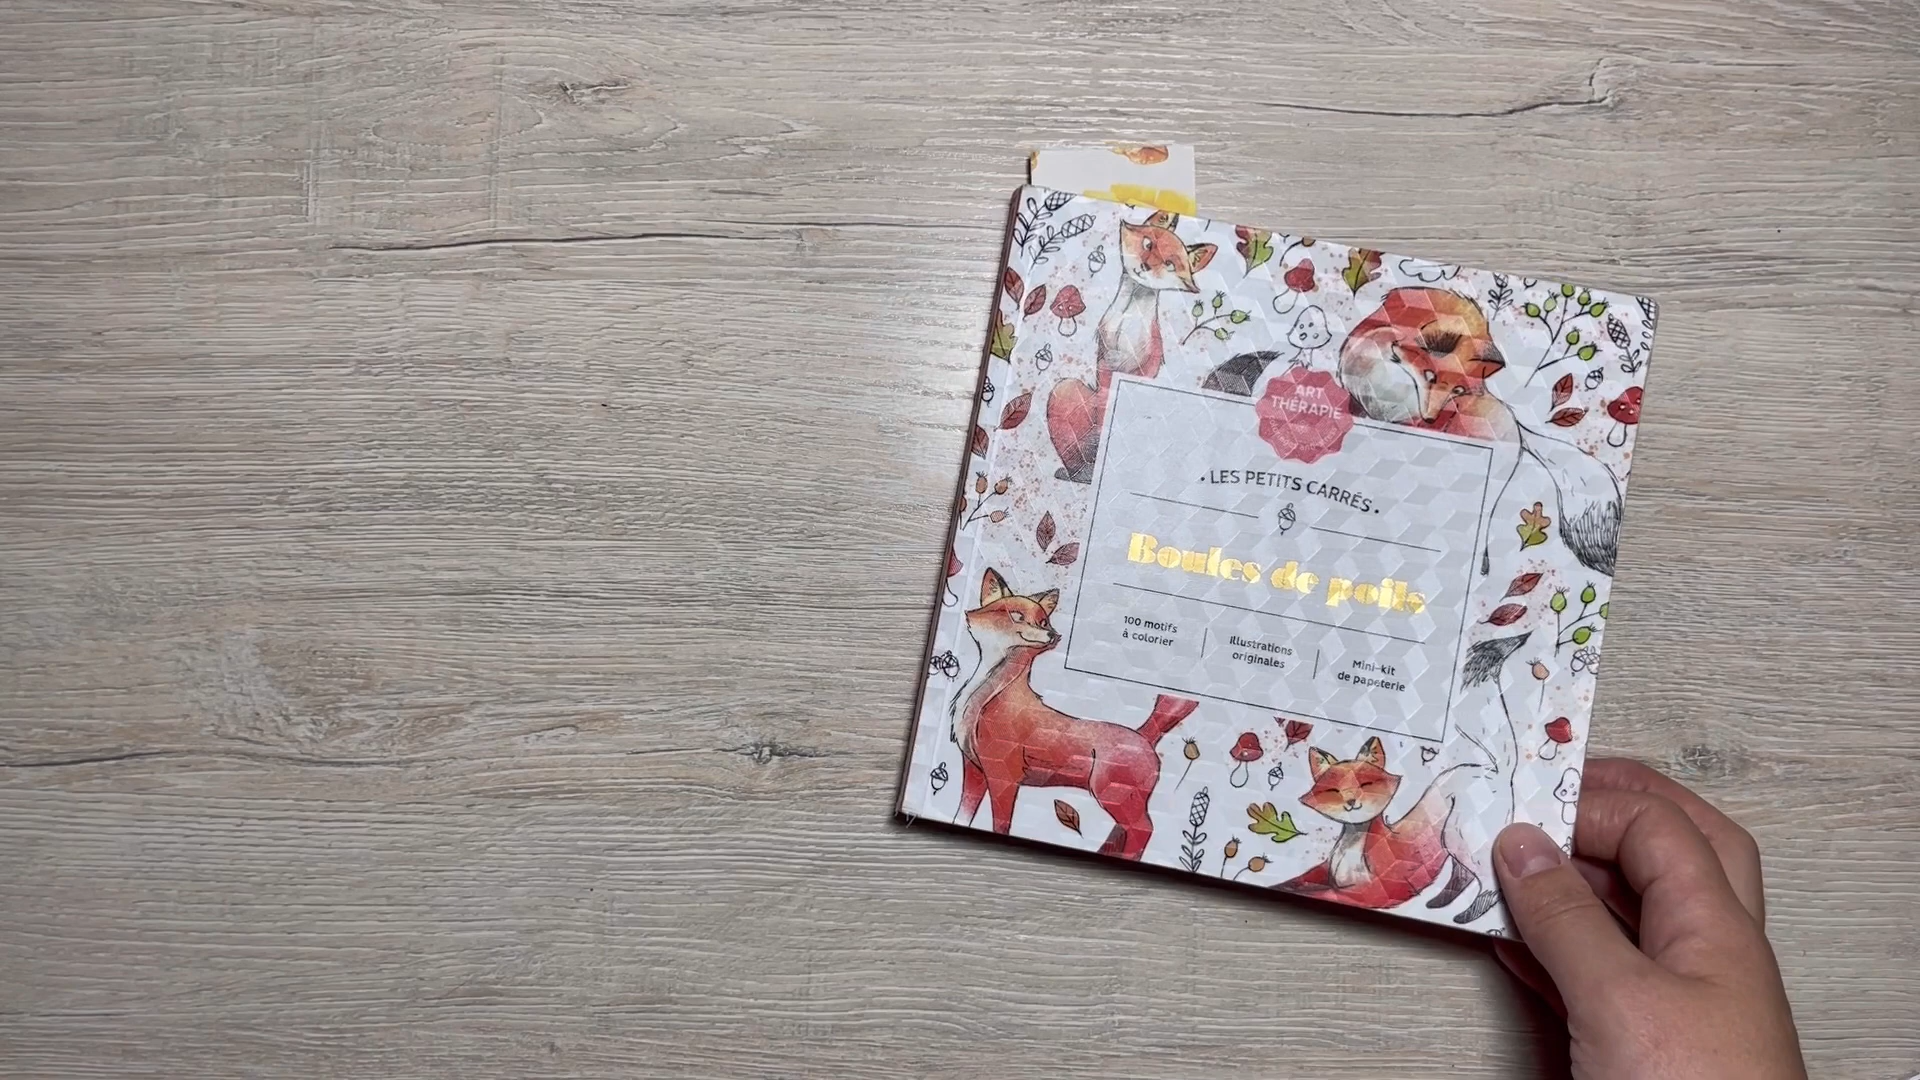 ART
THÉRAPIE
• LES PETITS CARRÉS •
Boules de poils
100 motifs
à colorier
Illustrations
originales
Mini-kit
de papeterie